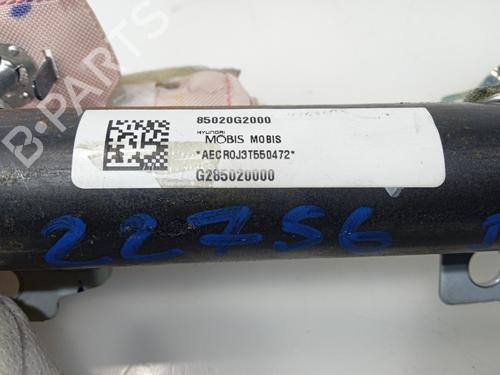 B-PARTS
85020G2000
HYUNDAI
MOBIS MOBIS
*AECR0J3T550472*
G285020000
22756